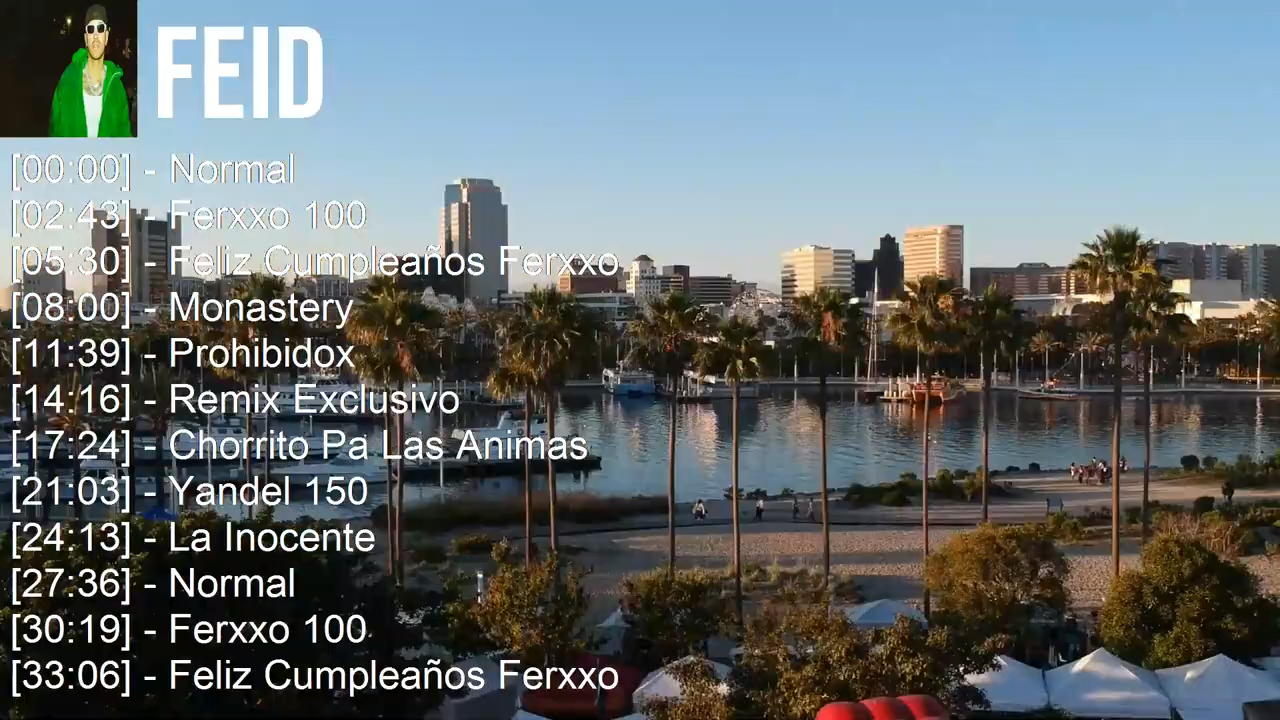 FEID
[00:00] - Normal
[02:43] - Ferxxo 100
[05:30] - Feliz Cumpleaños Ferxxo
[08:00] - Monastery
[11:39] - Prohibidox
[14:16] - Remix Exclusivo
[17:24] - Chorrito Pa Las Animas
[21:03] - Yandel 150
[24:13] - La Inocente
[27:36] - Normal
[30:19] - Ferxxo 100
[33:06] - Feliz Cumpleaños Ferxxo